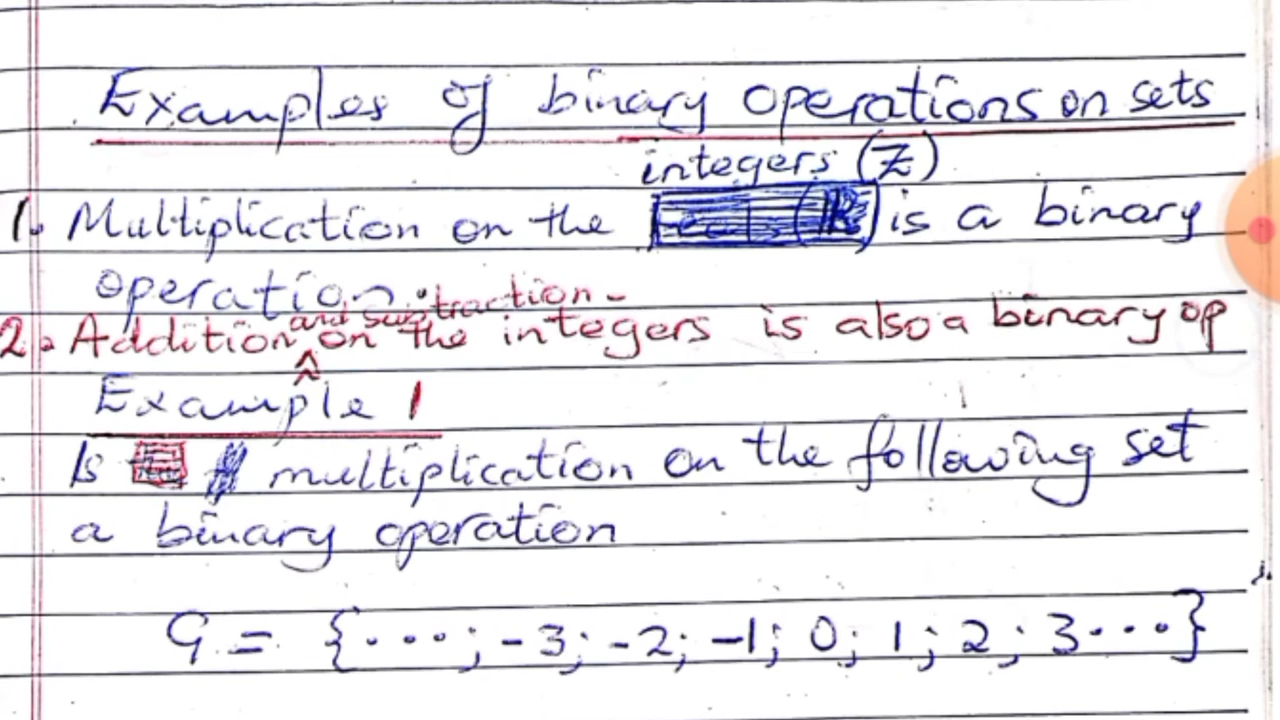 Examples of binary operations on sets
integers (ℤ)
1. Multiplication on the is a binary
operation.
and subtraction
2. Addition on the integers is also a binary op
Example 1
Is multiplication on the following set
a binary operation
G = {...; -3; -2; -1; 0; 1; 2; 3...}